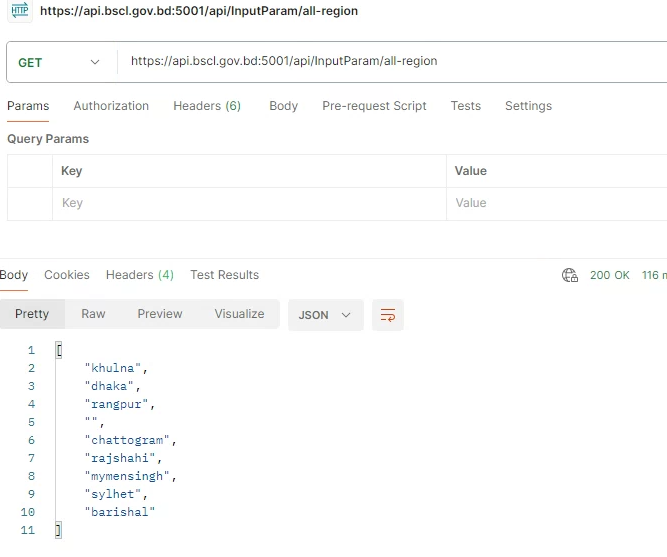 HTTP https://api.bscl.gov.bd:5001/api/InputParam/all-region
GET https://api.bscl.gov.bd:5001/api/InputParam/all-region
Params Authorization Headers (6) Body Pre-request Script Tests Settings
Query Params
Key Value
Key Value
Body Cookies Headers (4) Test Results 200 OK 116 m
Pretty Raw Preview Visualize JSON
1 [
2 "khulna",
3 "dhaka",
4 "rangpur",
5 "",
6 "chattogram",
7 "rajshahi",
8 "mymensingh",
9 "sylhet",
10 "barishal"
11 ]